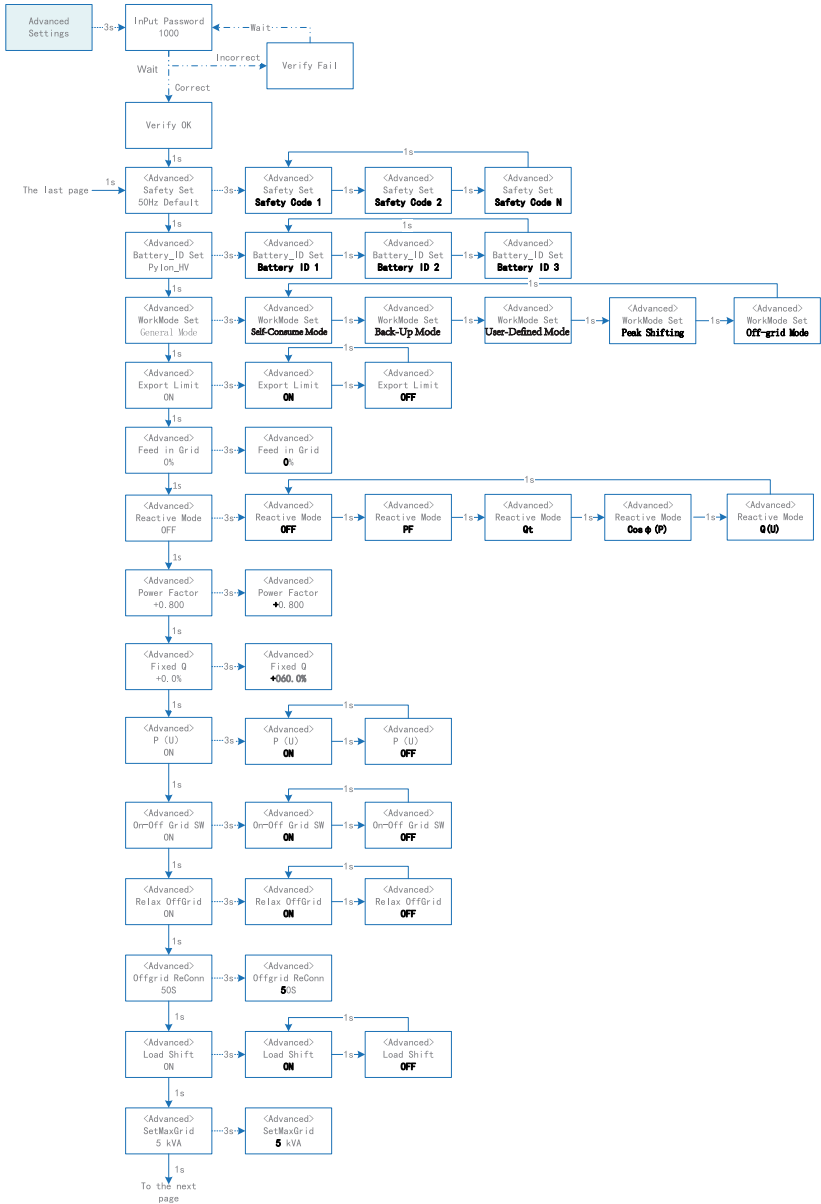 Advanced
Settings
3s
InPut Password
1000
Wait
Incorrect
Wait
Verify Fail
Correct
Verify OK
1s
The last page
1s
<Advanced>
Safety Set
50Hz Default
3s
<Advanced>
Safety Set
Safety Code 1
1s
<Advanced>
Safety Set
Safety Code 2
1s
<Advanced>
Safety Set
Safety Code N
1s
1s
<Advanced>
Battery_ID Set
Pylon_HV
3s
<Advanced>
Battery_ID Set
Battery ID 1
1s
<Advanced>
Battery_ID Set
Battery ID 2
1s
<Advanced>
Battery_ID Set
Battery ID 3
1s
1s
<Advanced>
WorkMode Set
General Mode
3s
<Advanced>
WorkMode Set
Self-Consume Mode
1s
<Advanced>
WorkMode Set
Back-Up Mode
1s
<Advanced>
WorkMode Set
User-Defined Mode
1s
<Advanced>
WorkMode Set
Peak Shifting
1s
<Advanced>
WorkMode Set
Off-grid Mode
1s
1s
<Advanced>
Export Limit
ON
3s
<Advanced>
Export Limit
ON
1s
<Advanced>
Export Limit
OFF
1s
1s
<Advanced>
Feed in Grid
0%
3s
<Advanced>
Feed in Grid
0%
1s
<Advanced>
Reactive Mode
OFF
3s
<Advanced>
Reactive Mode
OFF
1s
<Advanced>
Reactive Mode
PF
1s
<Advanced>
Reactive Mode
Qt
1s
<Advanced>
Reactive Mode
Cos φ (P)
1s
<Advanced>
Reactive Mode
Q(U)
1s
1s
<Advanced>
Power Factor
+0.800
3s
<Advanced>
Power Factor
+0.800
1s
<Advanced>
Fixed Q
+0.0%
3s
<Advanced>
Fixed Q
+060.0%
1s
<Advanced>
P (U)
ON
3s
<Advanced>
P (U)
ON
1s
<Advanced>
P (U)
OFF
1s
1s
<Advanced>
On-Off Grid SW
ON
3s
<Advanced>
On-Off Grid SW
ON
1s
<Advanced>
On-Off Grid SW
OFF
1s
1s
<Advanced>
Relax OffGrid
ON
3s
<Advanced>
Relax OffGrid
ON
1s
<Advanced>
Relax OffGrid
OFF
1s
1s
<Advanced>
Offgrid ReConn
50S
3s
<Advanced>
Offgrid ReConn
50S
1s
<Advanced>
Load Shift
ON
3s
<Advanced>
Load Shift
ON
1s
<Advanced>
Load Shift
OFF
1s
1s
<Advanced>
SetMaxGrid
5 kVA
3s
<Advanced>
SetMaxGrid
5 kVA
1s
To the next
page